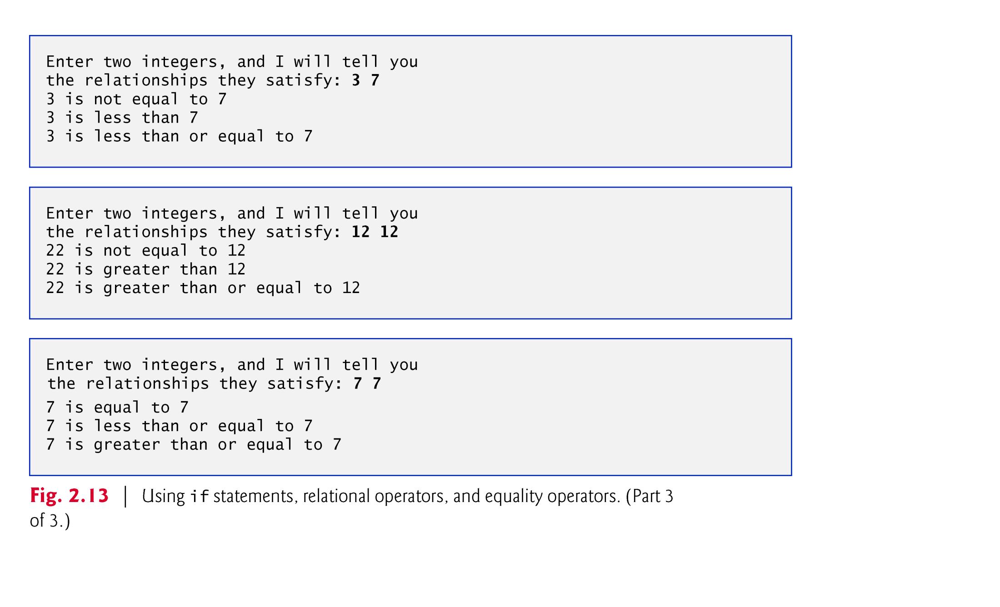 Enter two integers, and I will tell you
the relationships they satisfy: 3 7
3 is not equal to 7
3 is less than 7
3 is less than or equal to 7
Enter two integers, and I will tell you
the relationships they satisfy: 12 12
22 is not equal to 12
22 is greater than 12
22 is greater than or equal to 12
Enter two integers, and I will tell you
the relationships they satisfy: 7 7
7 is equal to 7
7 is less than or equal to 7
7 is greater than or equal to 7
Fig. 2.13 | Using if statements, relational operators, and equality operators. (Part 3
of 3.)